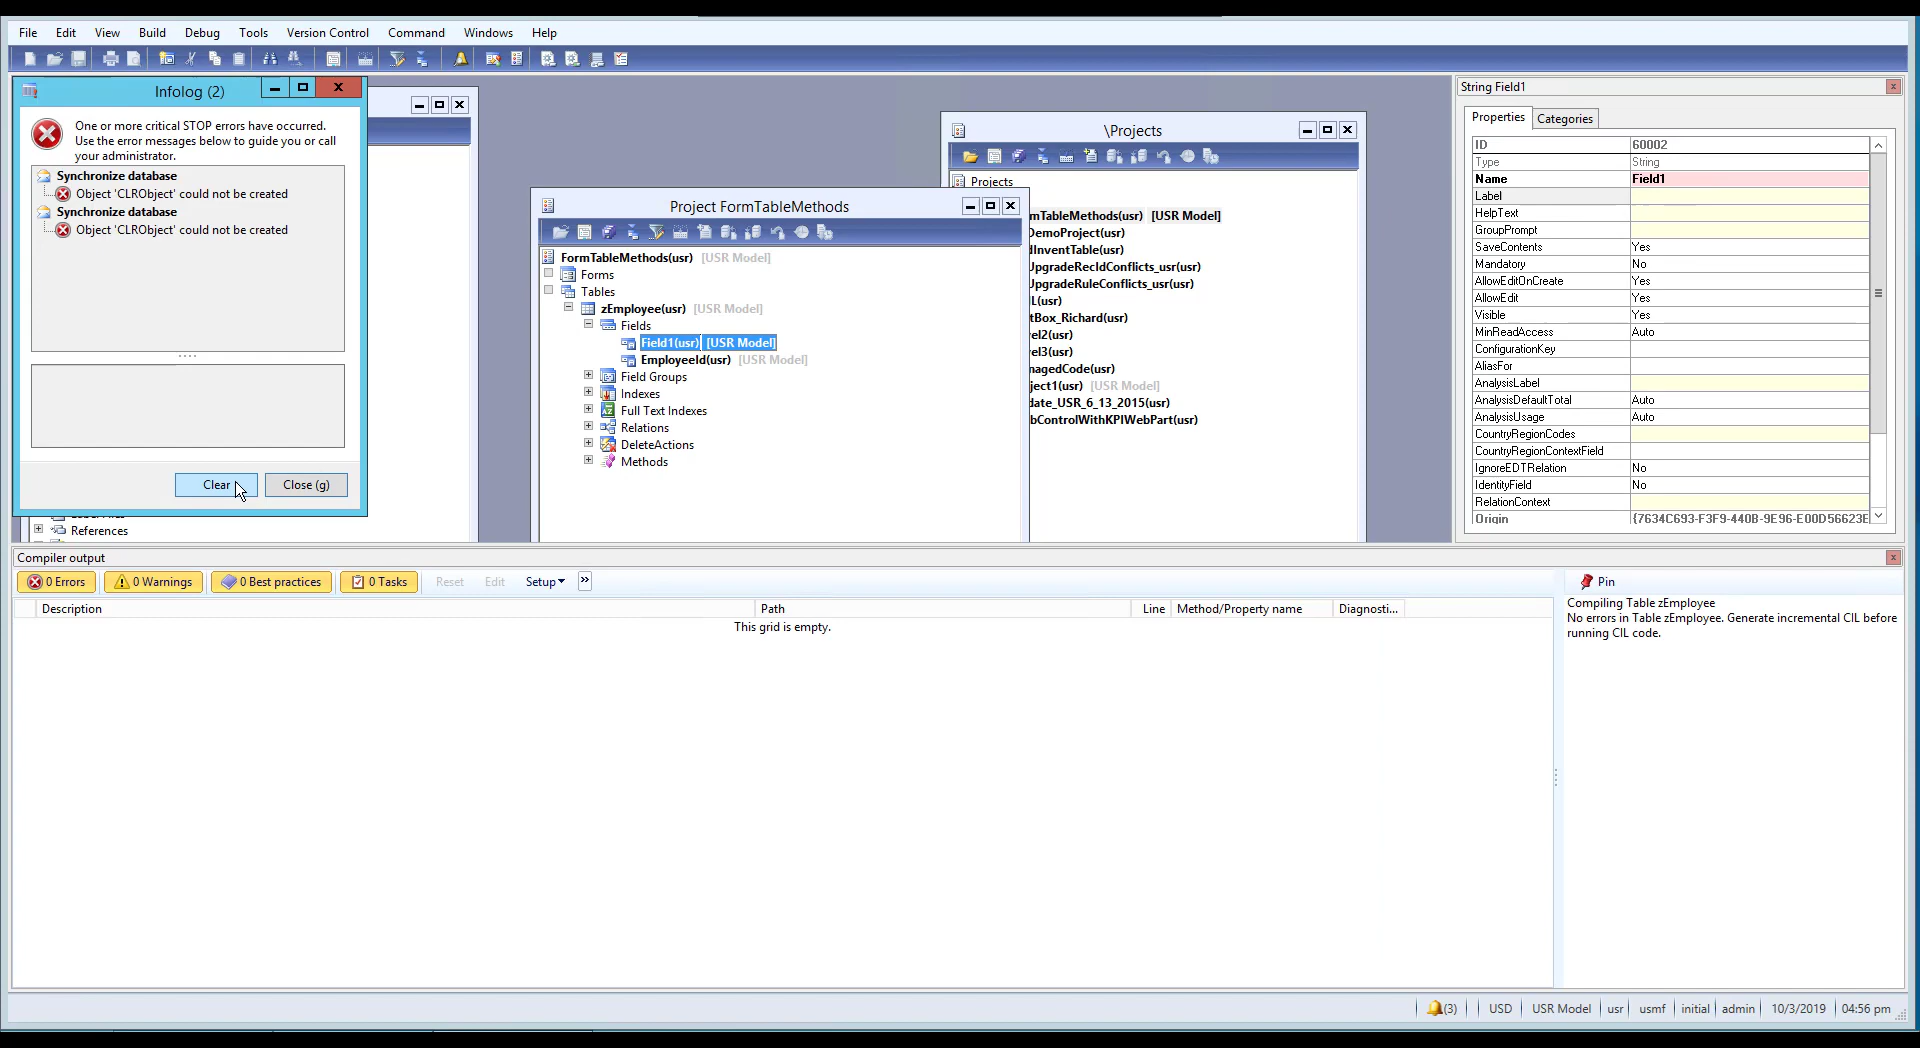 File Edit View Build Debug Tools Version Control Command Windows Help
Infolog (2)
One or more critical STOP errors have occurred.
Use the error messages below to guide you or call
your administrator.
Synchronize database
Object 'CLRObject' could not be created
Synchronize database
Object 'CLRObject' could not be created
Clear Close (g)
References
\Projects
Projects
mTableMethods(usr) [USR Model]
DemoProject(usr)
dInventTable(usr)
UpgradeRecIdConflicts_usr(usr)
UpgradeRuleConflicts_usr(usr)
L(usr)
tBox_Richard(usr)
vel2(usr)
vel3(usr)
nagedCode(usr)
ject1(usr) [USR Model]
date_USR_6_13_2015(usr)
bControlWithKPIWebPart(usr)
Project FormTableMethods
FormTableMethods(usr) [USR Model]
Forms
Tables
zEmployee(usr) [USR Model]
Fields
Field1(usr) [USR Model]
EmployeeId(usr) [USR Model]
Field Groups
Indexes
Full Text Indexes
Relations
DeleteActions
Methods
String Field1
Properties Categories
ID 60002
Type String
Name Field1
Label
HelpText
GroupPrompt
SaveContents Yes
Mandatory No
AllowEditOnCreate Yes
AllowEdit Yes
Visible Yes
MinReadAccess Auto
ConfigurationKey
AliasFor
AnalysisLabel
AnalysisDefaultTotal Auto
AnalysisUsage Auto
CountryRegionCodes
CountryRegionContextField
IgnoreEDTRelation No
IdentityField No
RelationContext
Origin {7634C693-F3F9-440B-9E96-E00D56623E
Compiler output
0 Errors 0 Warnings 0 Best practices 0 Tasks Reset Edit Setup »
Description Path Line Method/Property name Diagnosti...
This grid is empty.
Pin
Compiling Table zEmployee
No errors in Table zEmployee. Generate incremental CIL before
running CIL code.
(3) USD USR Model usr usmf initial admin 10/3/2019 04:56 pm